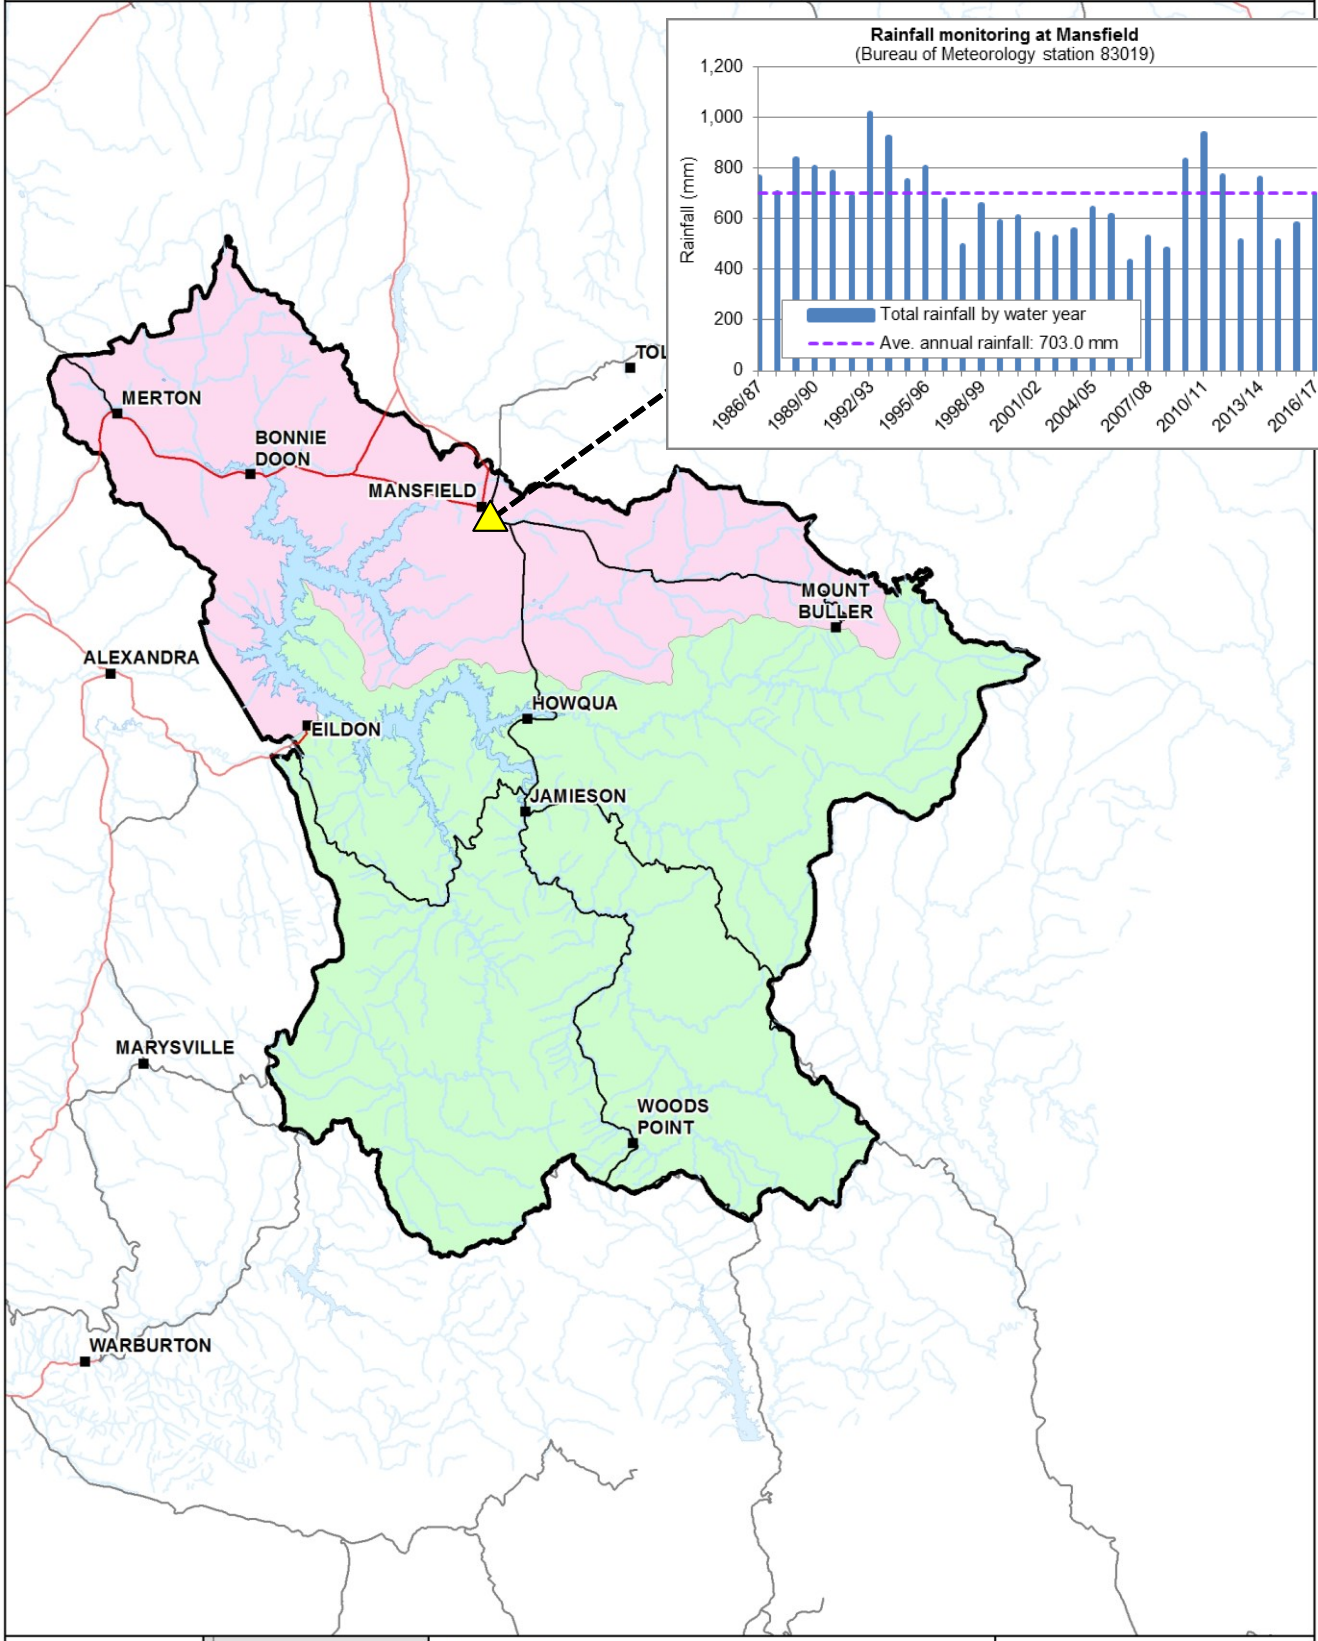 Rainfall monitoring at Mansfield
(Bureau of Meteorology station 83019)
1,200
1,000
800
600
400
200
0
Rainfall (mm)
Total rainfall by water year
Ave. annual rainfall: 703.0 mm
1986/87
1989/90
1992/93
1995/96
1998/99
2001/02
2004/05
2007/08
2010/11
2013/14
2016/17
TOL
MERTON
BONNIE
DOON
MANSFIELD
MOUNT
BULLER
ALEXANDRA
HOWQUA
EILDON
JAMIESON
MARYSVILLE
WOODS
POINT
WARBURTON